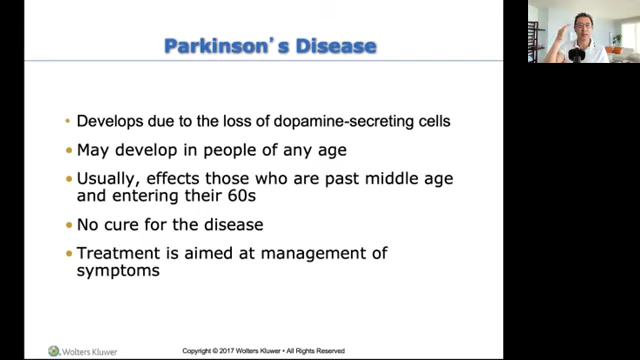 Parkinson's Disease
• Develops due to the loss of dopamine-secreting cells
• May develop in people of any age
• Usually, effects those who are past middle age
and entering their 60s
• No cure for the disease
• Treatment is aimed at management of
symptoms
Wolters Kluwer
Copyright © 2017 Wolters Kluwer • All Rights Reserved